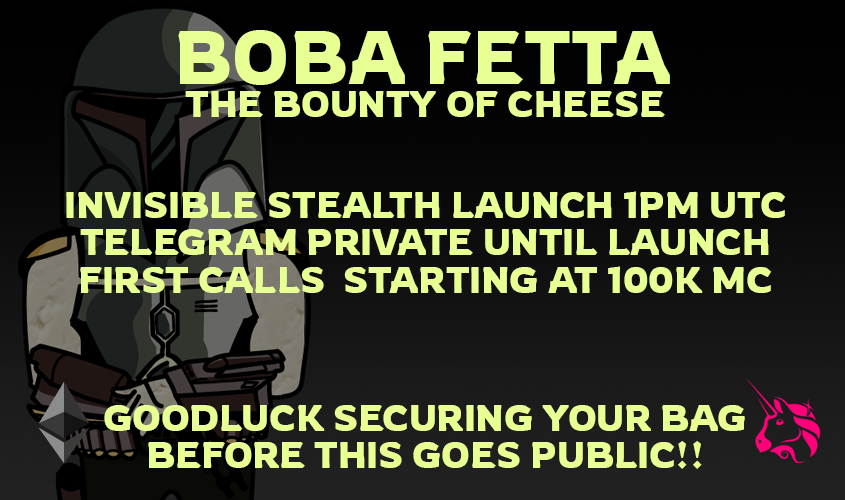 BOBA FETTA
THE BOUNTY OF CHEESE
INVISIBLE STEALTH LAUNCH 1PM UTC
TELEGRAM PRIVATE UNTIL LAUNCH
FIRST CALLS STARTING AT 100K MC
GOODLUCK SECURING YOUR BAG
BEFORE THIS GOES PUBLIC!!